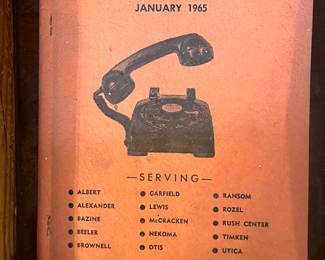 JANUARY 1965
—SERVING—
● ALBERT
● ALEXANDER
● BAZINE
● BEELER
● BROWNELL
● GARFIELD
● LEWIS
● McCRACKEN
● NEKOMA
● OTIS
● RANSOM
● ROZEL
● RUSH CENTER
● TIMKEN
● UTICA